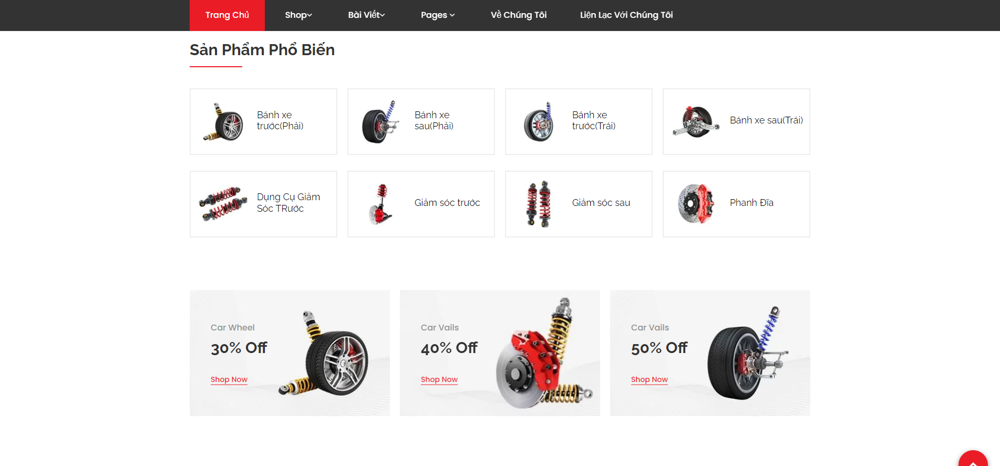 Trang Chủ Shop Bài Viết Pages Về Chúng Tôi Liện Lạc Với Chúng Tôi
Sản Phẩm Phổ Biến
Bánh xe
trước(Phải)
Bánh xe
sau(Phải)
Bánh xe
trước(Trái)
Bánh xe sau(Trái)
Dụng Cụ Giảm
Sóc TRước
Giảm sóc trước
Giảm sóc sau
Phanh Đĩa
Car Wheel
30% Off
Shop Now
Car Vails
40% Off
Shop Now
Car Vails
50% Off
Shop Now